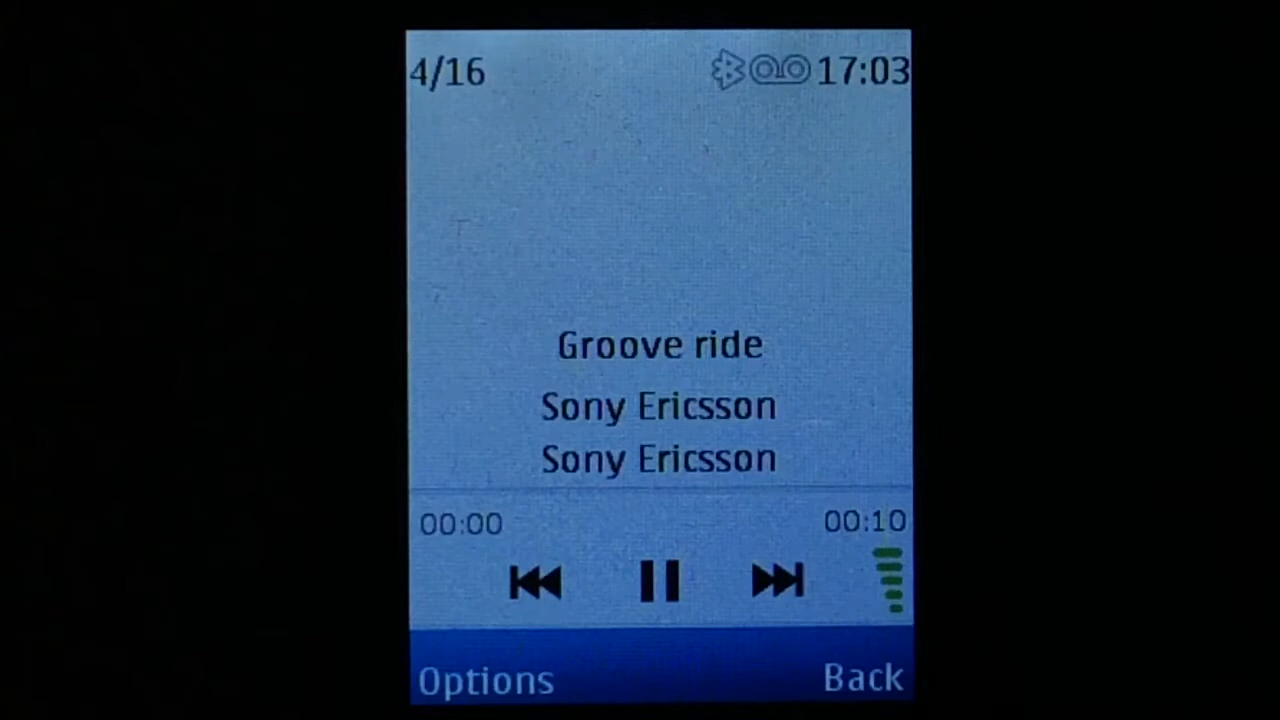 4/16 17:03
Groove ride
Sony Ericsson
Sony Ericsson
00:00 00:10
Options Back